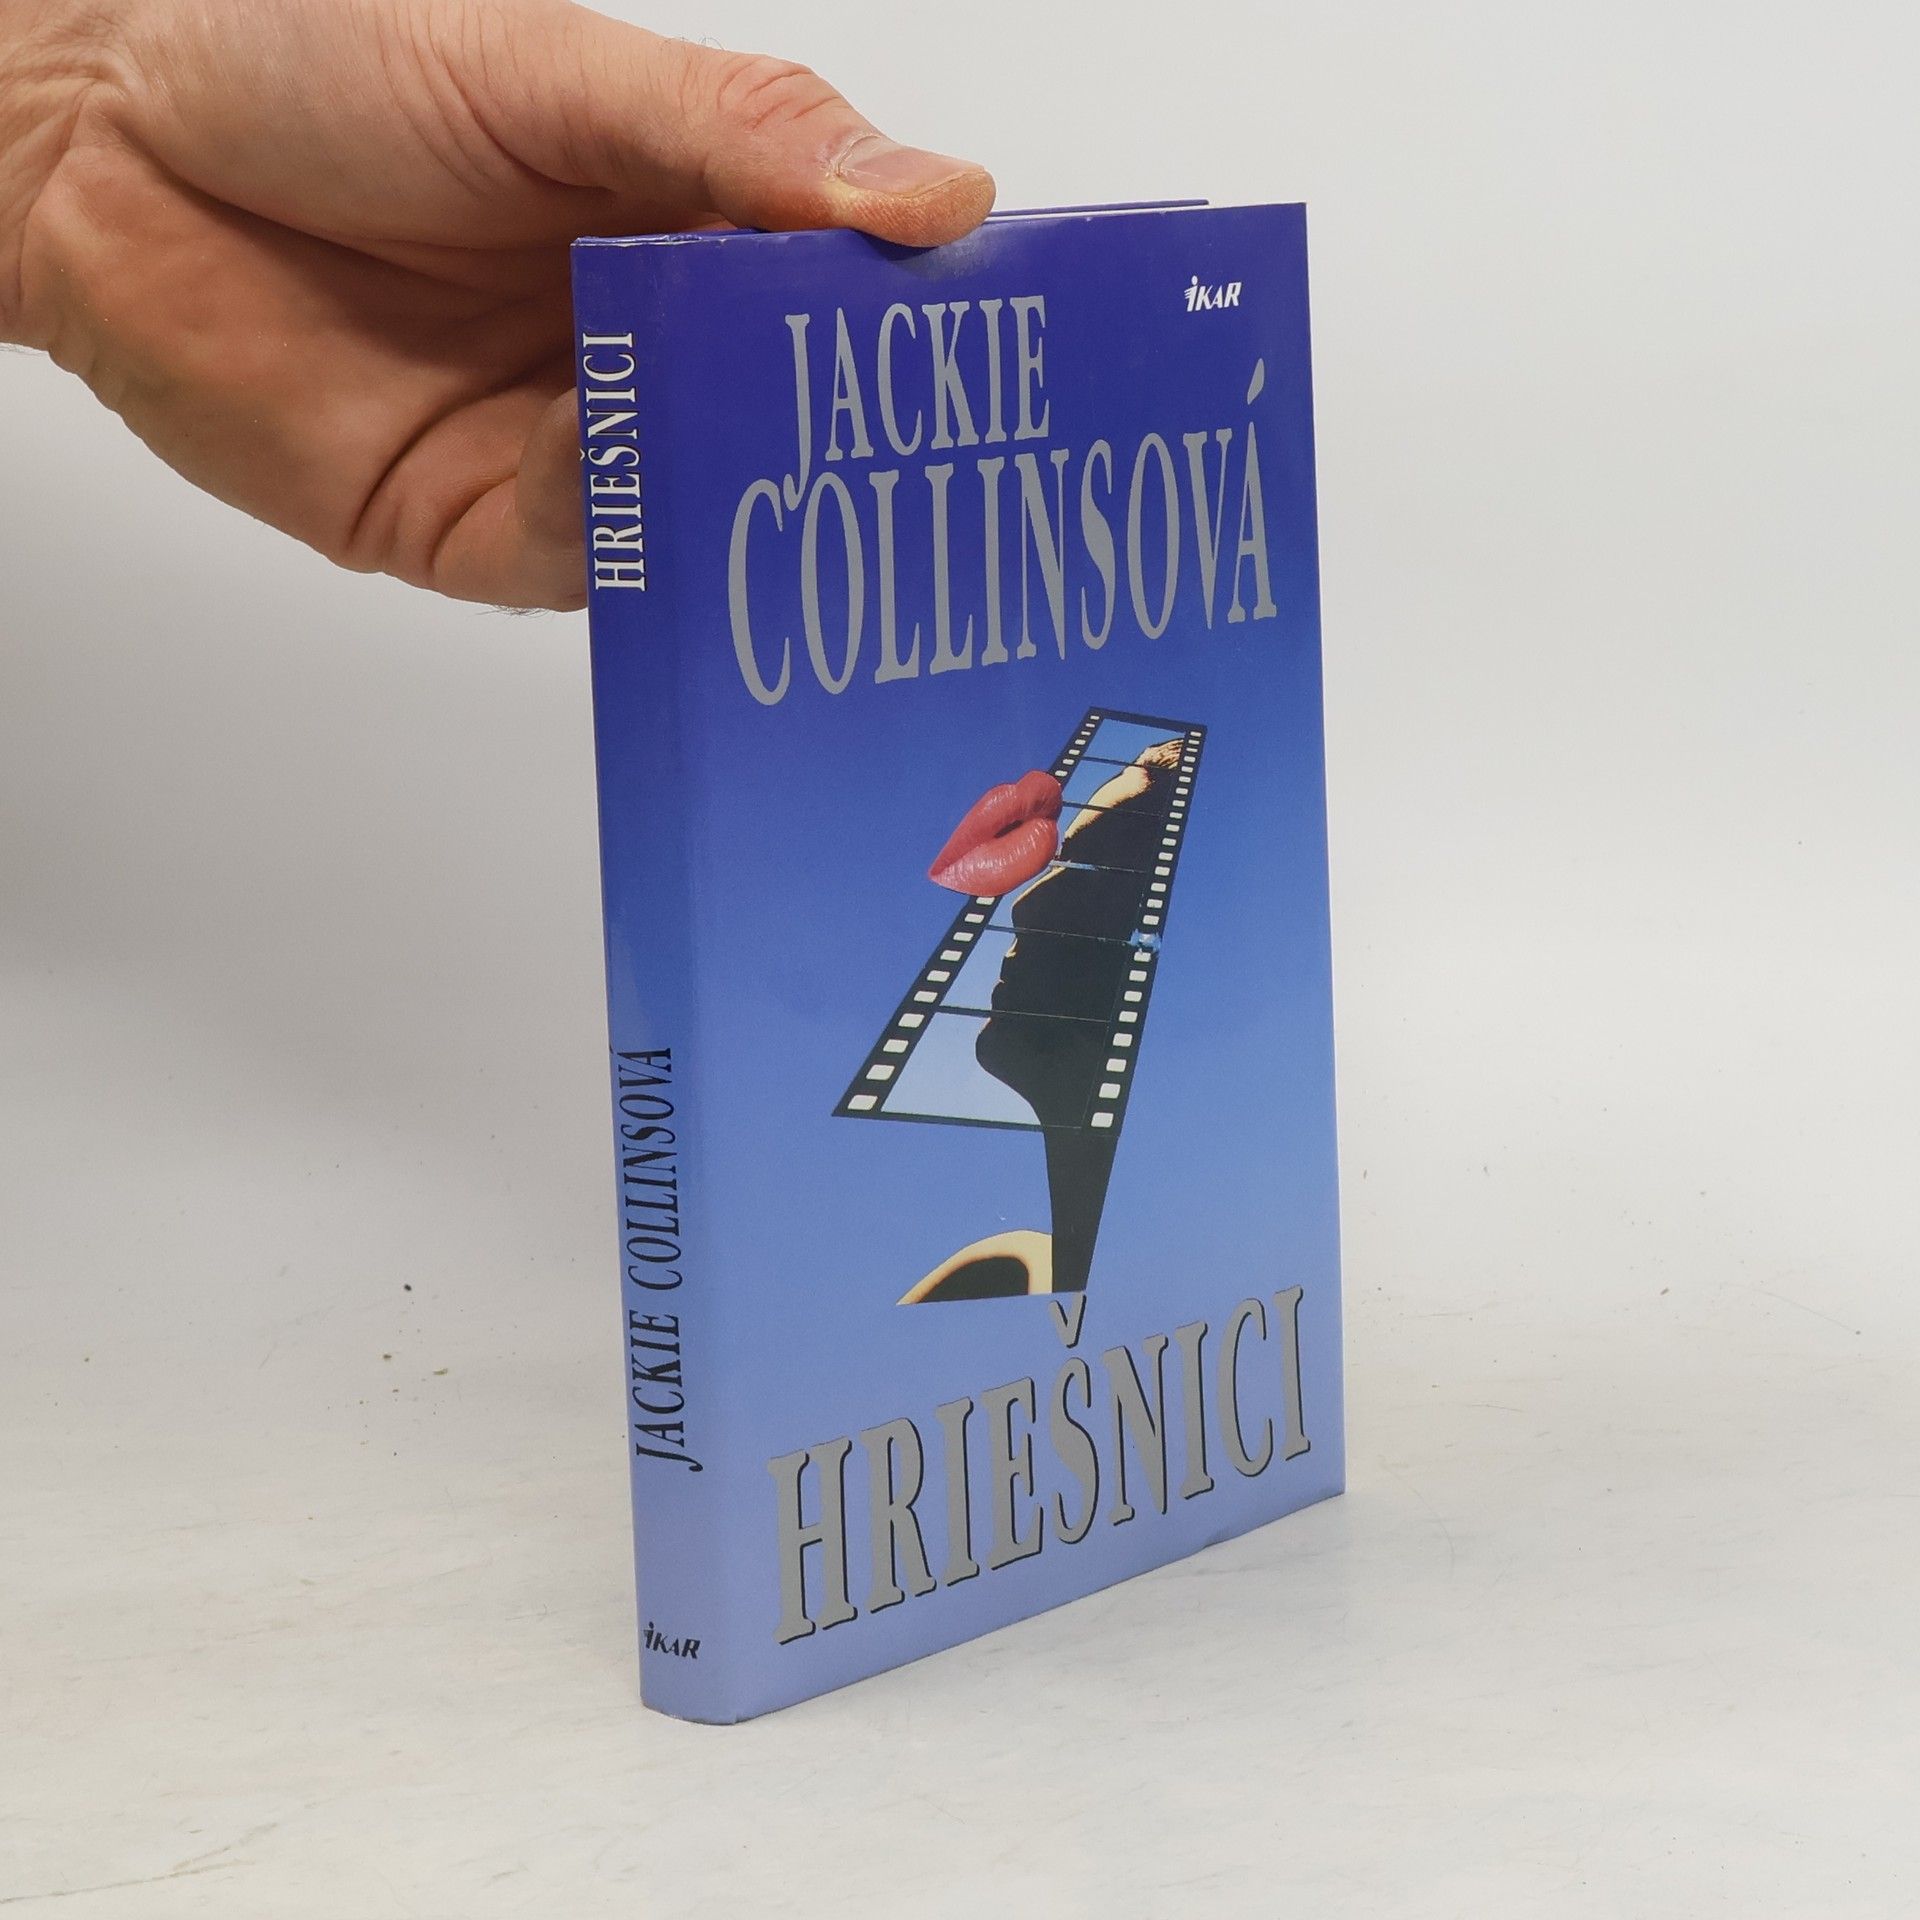 HRIEŠNICI
JACKIE COLLINSOVÁ
IKAR
IKAR
JACKIE
COLLINSOVÁ
HRIEŠNICI